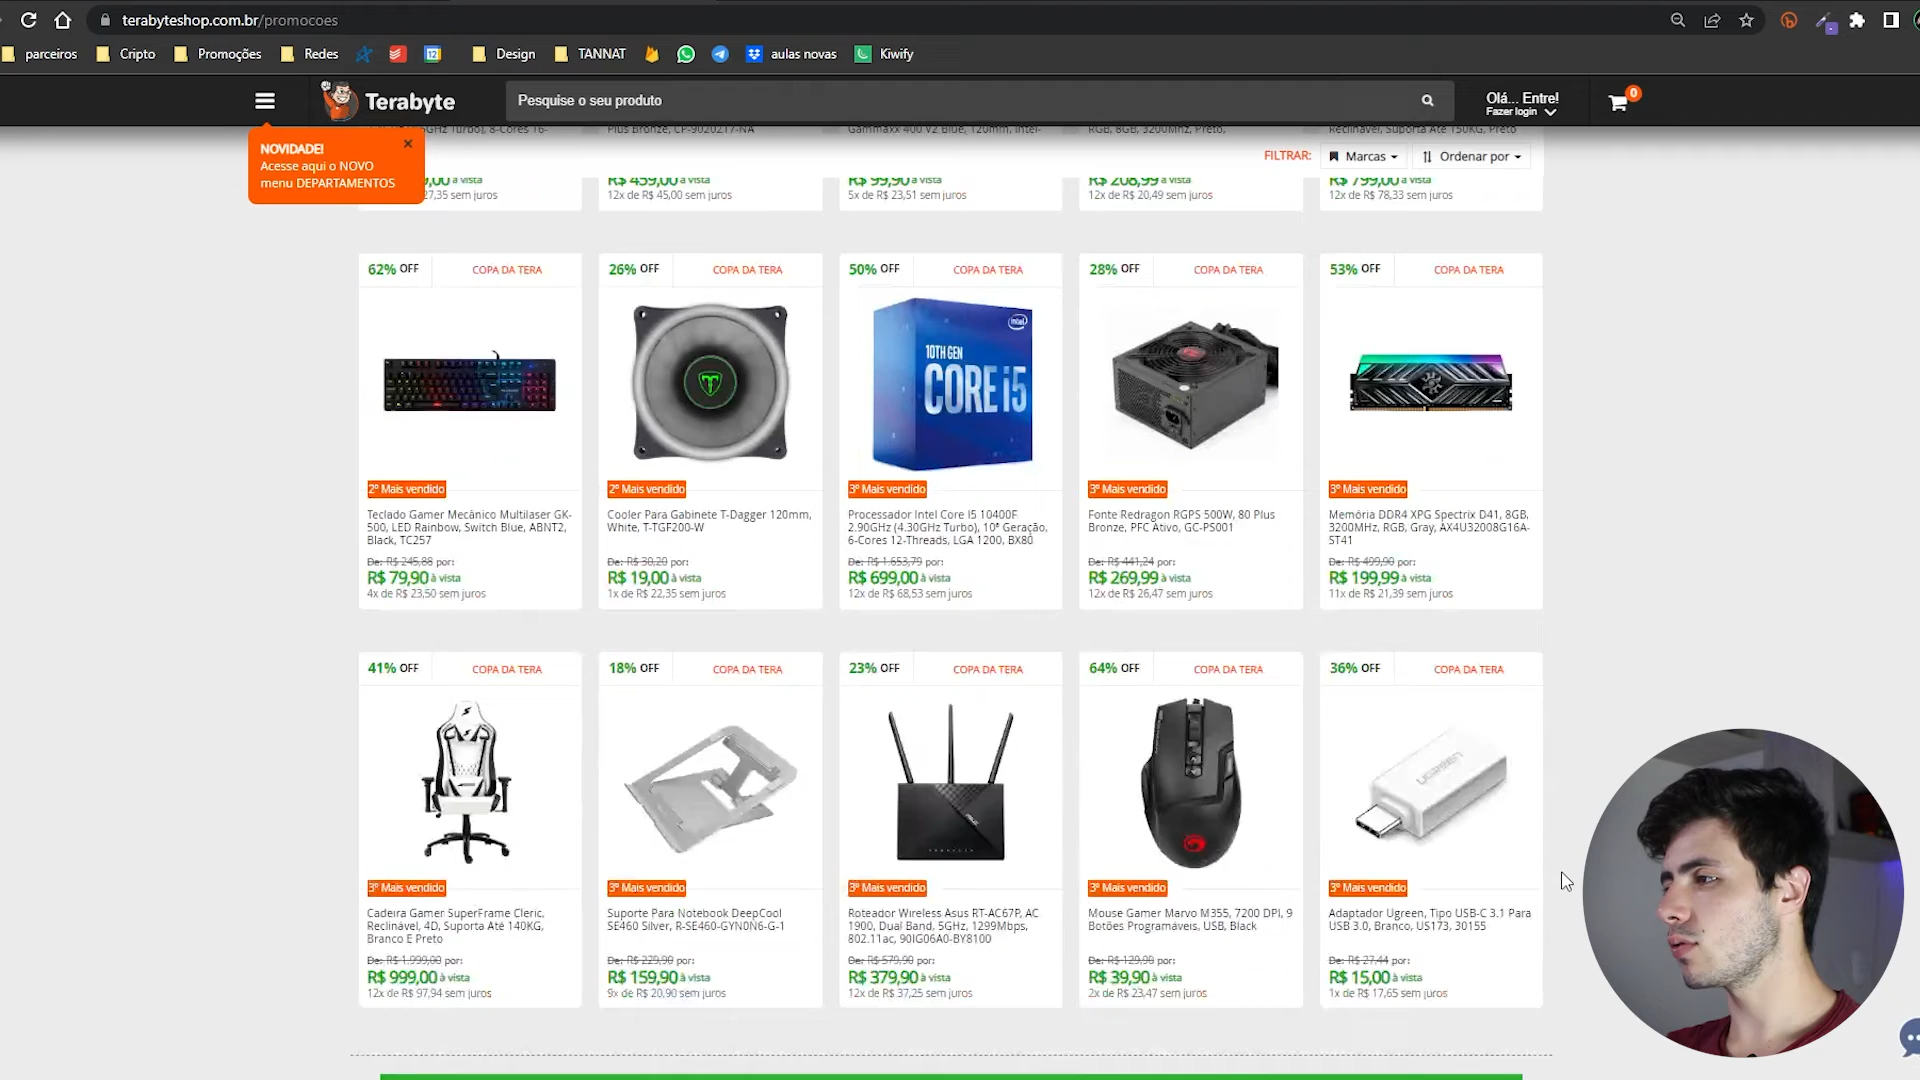 terabyteshop.com.br/promocoes
parceiros
Cripto
Promoções
Redes
12
Design
TANNAT
aulas novas
Kiwify
Terabyte
Pesquise o seu produto
Olá... Entre!
Fazer login
0
NOVIDADE!
Acesse aqui o NOVO
menu DEPARTAMENTOS
FILTRAR:
Marcas
Ordenar por
8-Cores 16-
Plus Bronze, CP-9020217-NA
Gammaxx 400 V2 Blue, 120mm, Intel-
RGB, 8GB, 3200Mhz, Preto,
Reclinável, Suporta Até 150KG, Preto
à vista
27,35 sem juros
R$ 459,00 à vista
12x de R$ 45,00 sem juros
R$ 99,90 à vista
5x de R$ 23,51 sem juros
R$ 208,99 à vista
12x de R$ 20,49 sem juros
R$ 799,00 à vista
12x de R$ 78,33 sem juros
62% OFF
COPA DA TERA
2º Mais vendido
Teclado Gamer Mecânico Multilaser GK-
500, LED Rainbow, Switch Blue, ABNT2,
Black, TC257
De: R$ 245,88 por:
R$ 79,90 à vista
4x de R$ 23,50 sem juros
26% OFF
COPA DA TERA
2º Mais vendido
Cooler Para Gabinete T-Dagger 120mm,
White, T-TGF200-W
De: R$ 30,20 por:
R$ 19,00 à vista
1x de R$ 22,35 sem juros
50% OFF
COPA DA TERA
intel
10TH GEN
CORE i5
3º Mais vendido
Processador Intel Core I5 10400F
2.90GHz (4.30GHz Turbo), 10ª Geração,
6-Cores 12-Threads, LGA 1200, BX80
De: R$ 1.653,79 por:
R$ 699,00 à vista
12x de R$ 68,53 sem juros
28% OFF
COPA DA TERA
3º Mais vendido
Fonte Redragon RGPS 500W, 80 Plus
Bronze, PFC Ativo, GC-PS001
De: R$ 441,24 por:
R$ 269,99 à vista
12x de R$ 26,47 sem juros
53% OFF
COPA DA TERA
3º Mais vendido
Memória DDR4 XPG Spectrix D41, 8GB,
3200MHz, RGB, Gray, AX4U32008G16A-
ST41
De: R$ 499,90 por:
R$ 199,99 à vista
11x de R$ 21,39 sem juros
41% OFF
COPA DA TERA
3º Mais vendido
Cadeira Gamer SuperFrame Cleric,
Reclinável, 4D, Suporta Até 140KG,
Branco E Preto
De: R$ 1.999,00 por:
R$ 999,00 à vista
12x de R$ 97,94 sem juros
18% OFF
COPA DA TERA
3º Mais vendido
Suporte Para Notebook DeepCool
SE460 Silver, R-SE460-GYN0N6-G-1
De: R$ 229,90 por:
R$ 159,90 à vista
9x de R$ 20,90 sem juros
23% OFF
COPA DA TERA
3º Mais vendido
Roteador Wireless Asus RT-AC67P, AC
1900, Dual Band, 5GHz, 1299Mbps,
802.11ac, 90IG06A0-BY8100
De: R$ 579,90 por:
R$ 379,90 à vista
12x de R$ 37,25 sem juros
64% OFF
COPA DA TERA
3º Mais vendido
Mouse Gamer Marvo M355, 7200 DPI, 9
Botões Programáveis, USB, Black
De: R$ 129,90 por:
R$ 39,90 à vista
2x de R$ 23,47 sem juros
36% OFF
COPA DA TERA
UGREEN
3º Mais vendido
Adaptador Ugreen, Tipo USB-C 3.1 Para
USB 3.0, Branco, US173, 30155
De: R$ 27,44 por:
R$ 15,00 à vista
1x de R$ 17,65 sem juros